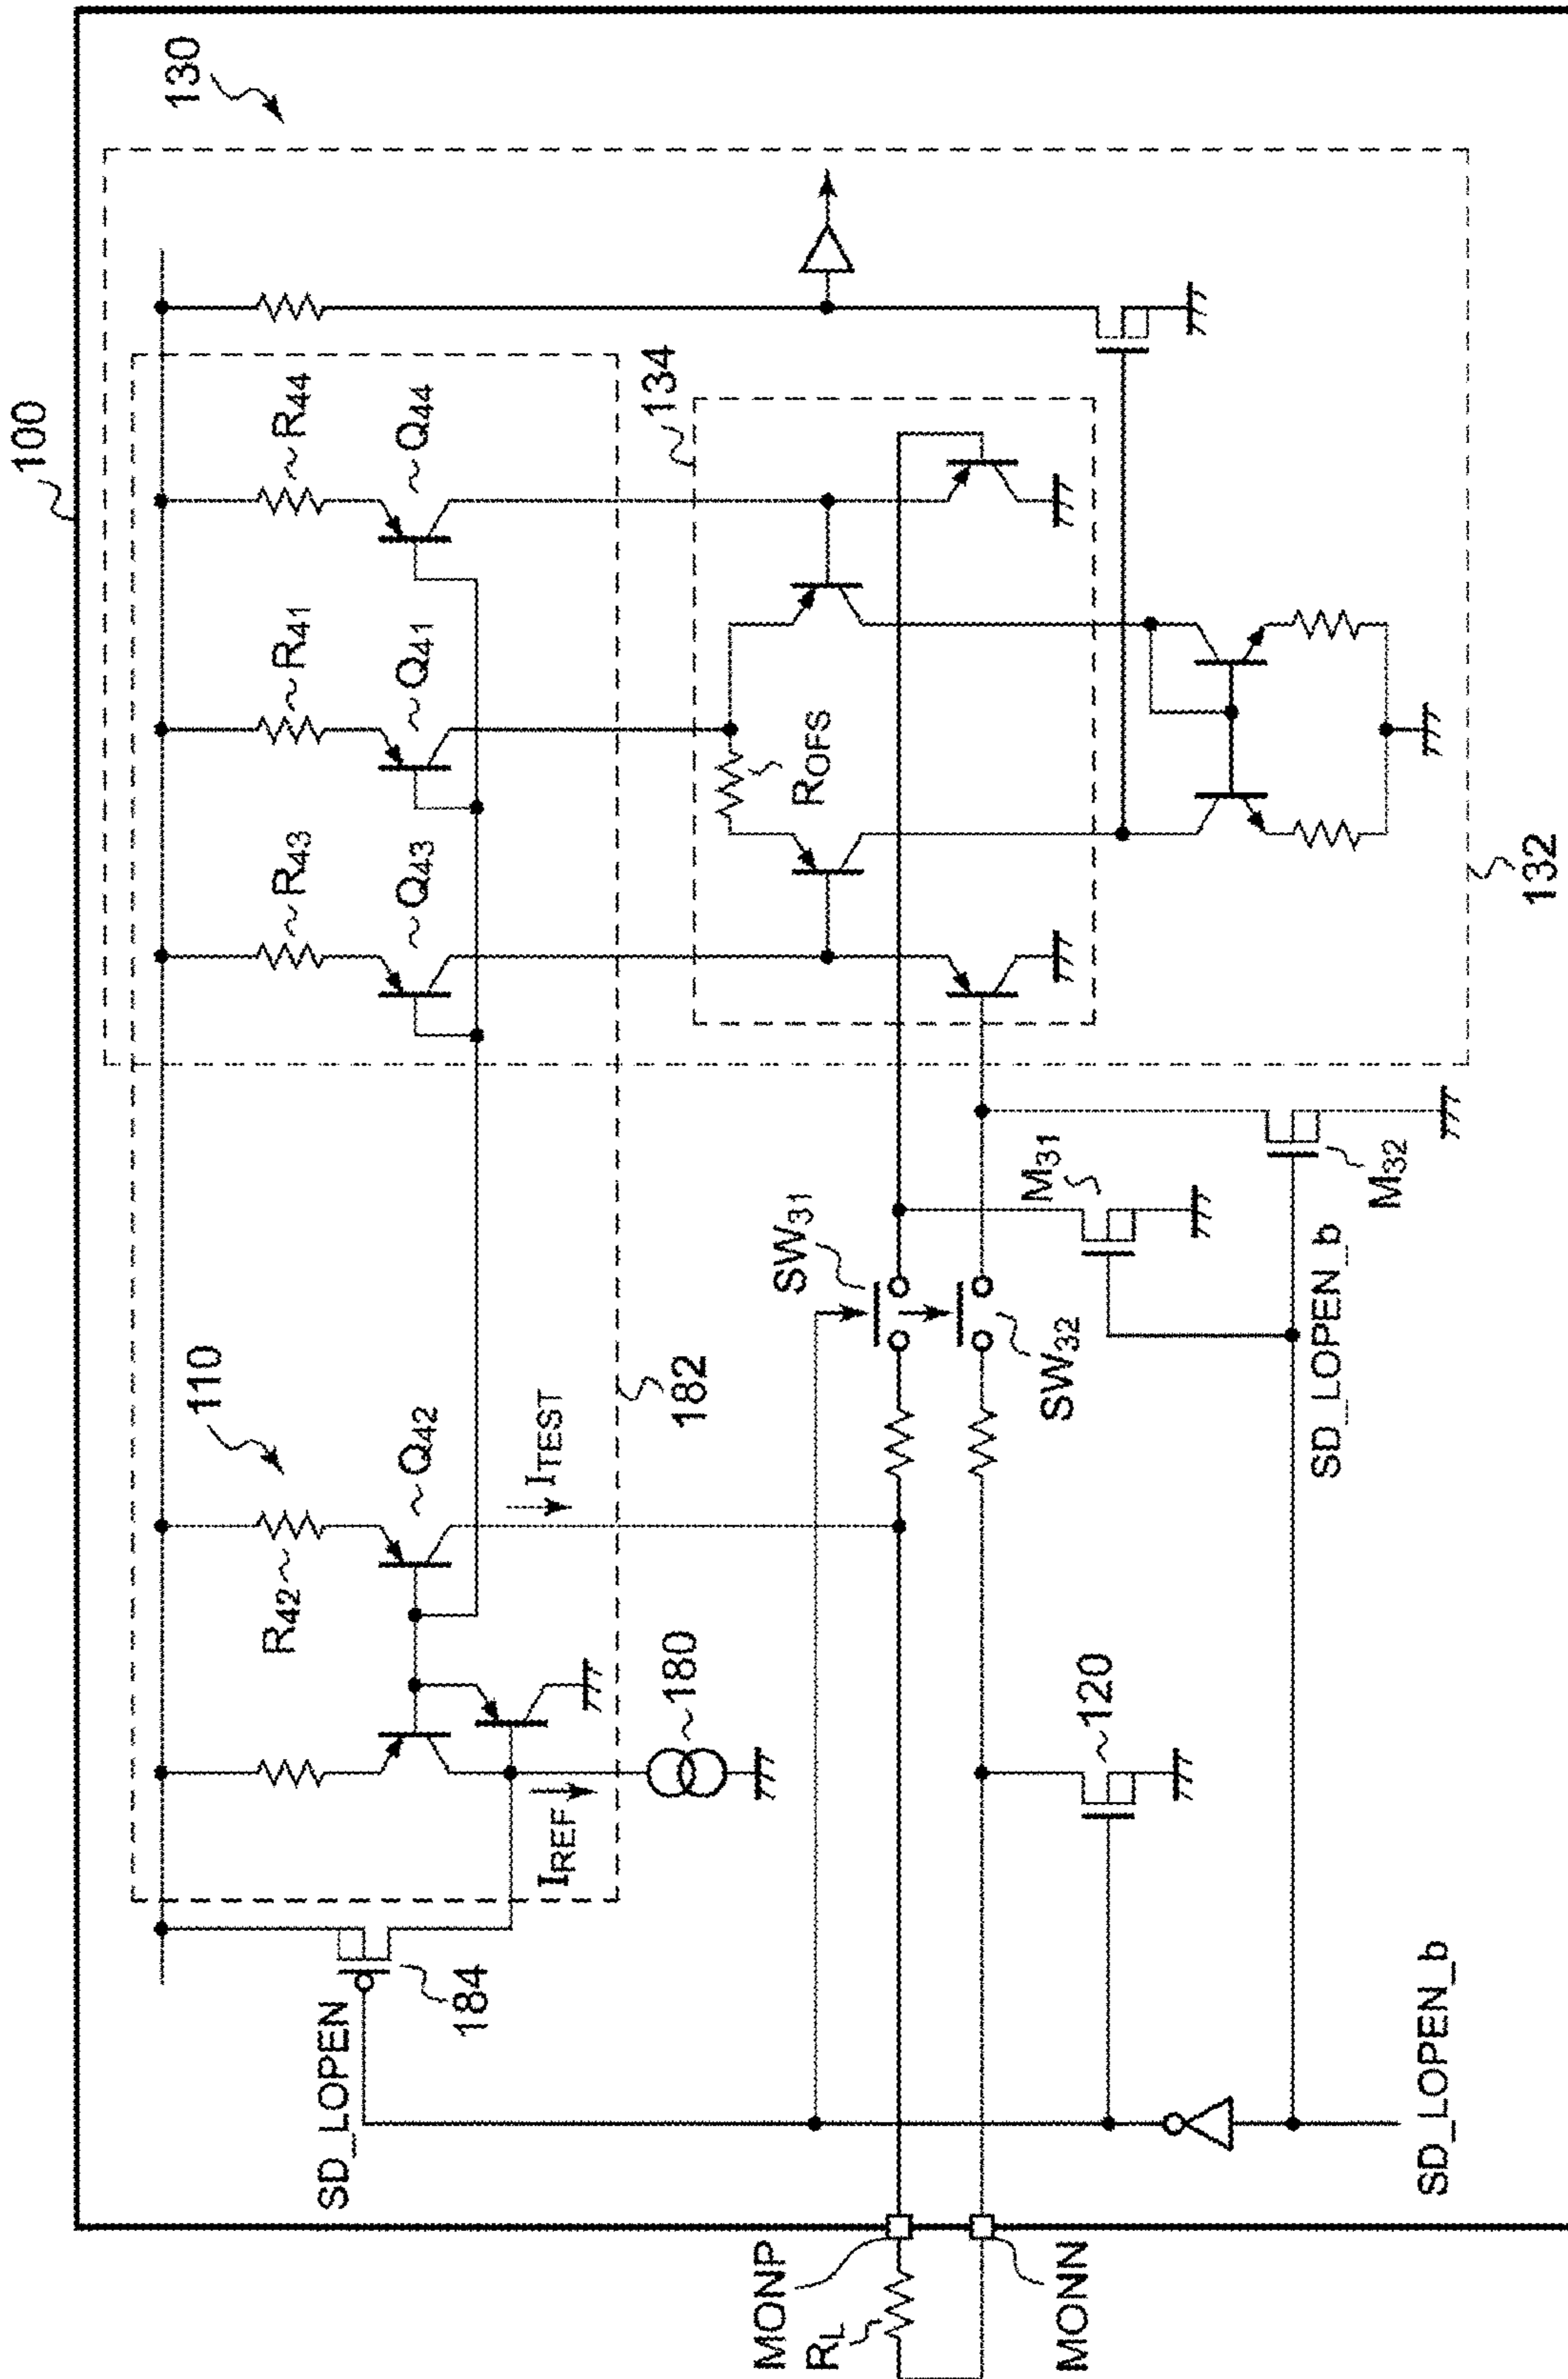 100
130
R44
Q44
134
R41
Q41
R43
Q43
ROFS
132
110
R42
Q42
ITEST
182
SW31
SW32
M31
M32
SD_LOPEN_b
IREF
180
120
SD_LOPEN
184
SD_LOPEN_b
MONP
RL
MONN